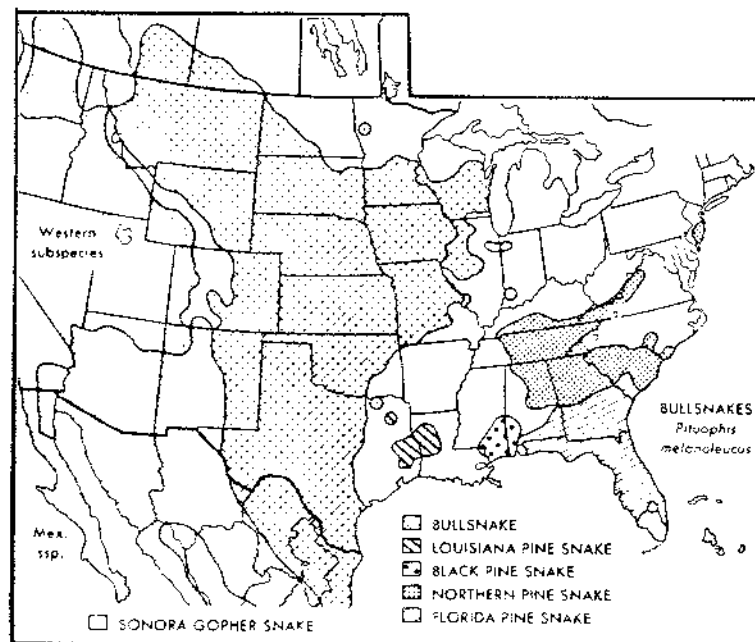 Western
subspecies
BULLSNAKES
Pituophis
melanoleucus
Mex.
ssp.
BULLSNAKE
LOUISIANA PINE SNAKE
BLACK PINE SNAKE
NORTHERN PINE SNAKE
FLORIDA PINE SNAKE
SONORA GOPHER SNAKE